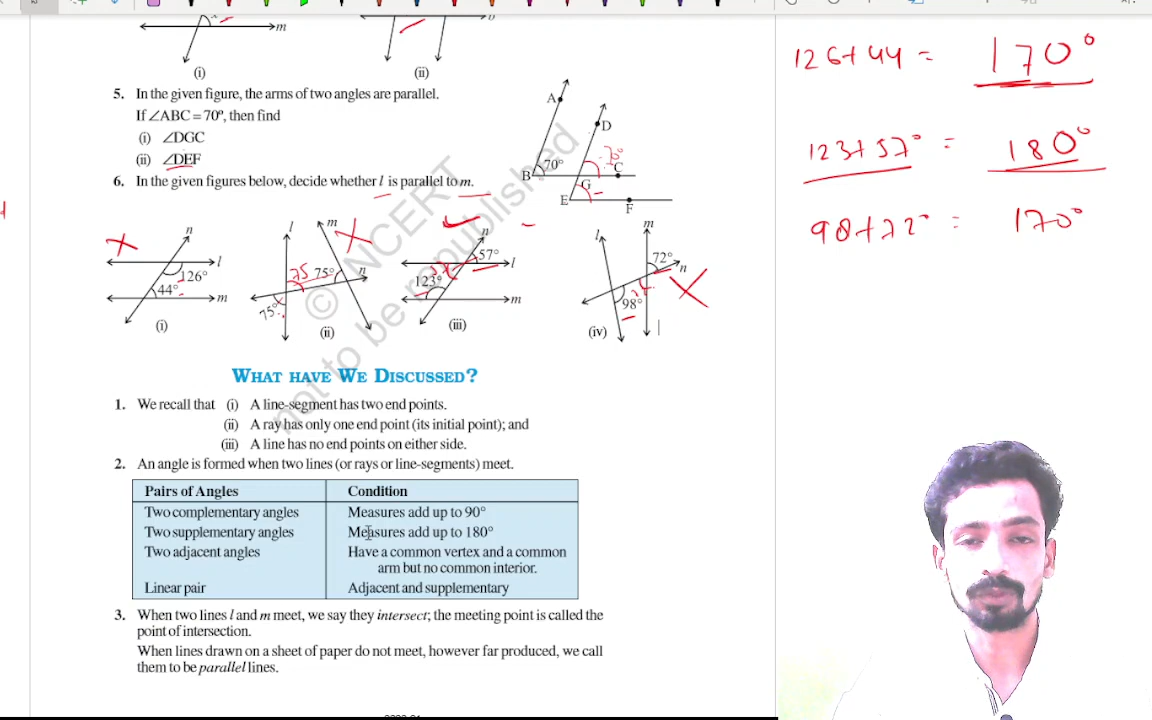 m
(i)
(ii)
5. In the given figure, the arms of two angles are parallel.
If ∠ABC = 70º, then find
(i) ∠DGC
(ii) ∠DEF
A
D
70°
70°
B
C
G
E
F
6. In the given figures below, decide whether l is parallel to m.
n
l
126°
44°
m
(i)
l
m
75
75°
n
75°
(ii)
n
57°
l
123°
m
(iii)
l
m
72°
n
98°
(iv)
l
© NCERT
not to be republished
WHAT HAVE WE DISCUSSED?
1. We recall that (i) A line-segment has two end points.
(ii) A ray has only one end point (its initial point); and
(iii) A line has no end points on either side.
2. An angle is formed when two lines (or rays or line-segments) meet.
Pairs of Angles Condition
Two complementary angles Measures add up to 90°
Two supplementary angles Measures add up to 180°
Two adjacent angles Have a common vertex and a common
arm but no common interior.
Linear pair Adjacent and supplementary
3. When two lines l and m meet, we say they intersect; the meeting point is called the
point of intersection.
When lines drawn on a sheet of paper do not meet, however far produced, we call
them to be parallel lines.
126+44 = 170°
123+57° = 180°
98+72° = 170°